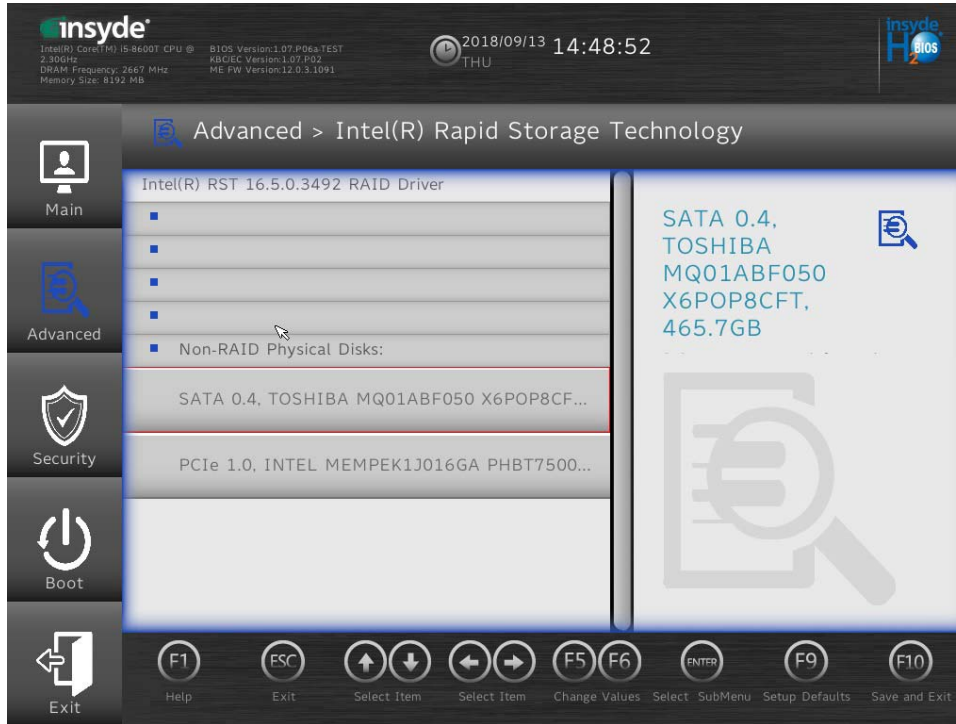 insyde®
Intel(R) Core(TM) i5-8600T CPU @
2.30GHz
DRAM Frequency: 2667 MHz
Memory Size: 8192 MB
BIOS Version:1.07.P06a-TEST
KBC/EC Version:1.07.P02
ME FW Version:12.0.3.1091
2018/09/13 14:48:52
THU
insyde
H2BIOS
Main
Advanced
Security
Boot
Exit
Advanced > Intel(R) Rapid Storage Technology
Intel(R) RST 16.5.0.3492 RAID Driver
Non-RAID Physical Disks:
SATA 0.4, TOSHIBA MQ01ABF050 X6POP8CF...
PCIe 1.0, INTEL MEMPEK1J016GA PHBT7500...
SATA 0.4,
TOSHIBA
MQ01ABF050
X6POP8CFT,
465.7GB
F1
Help
ESC
Exit
Select Item
Select Item
F5 F6
Change Values
ENTER
Select SubMenu
F9
Setup Defaults
F10
Save and Exit